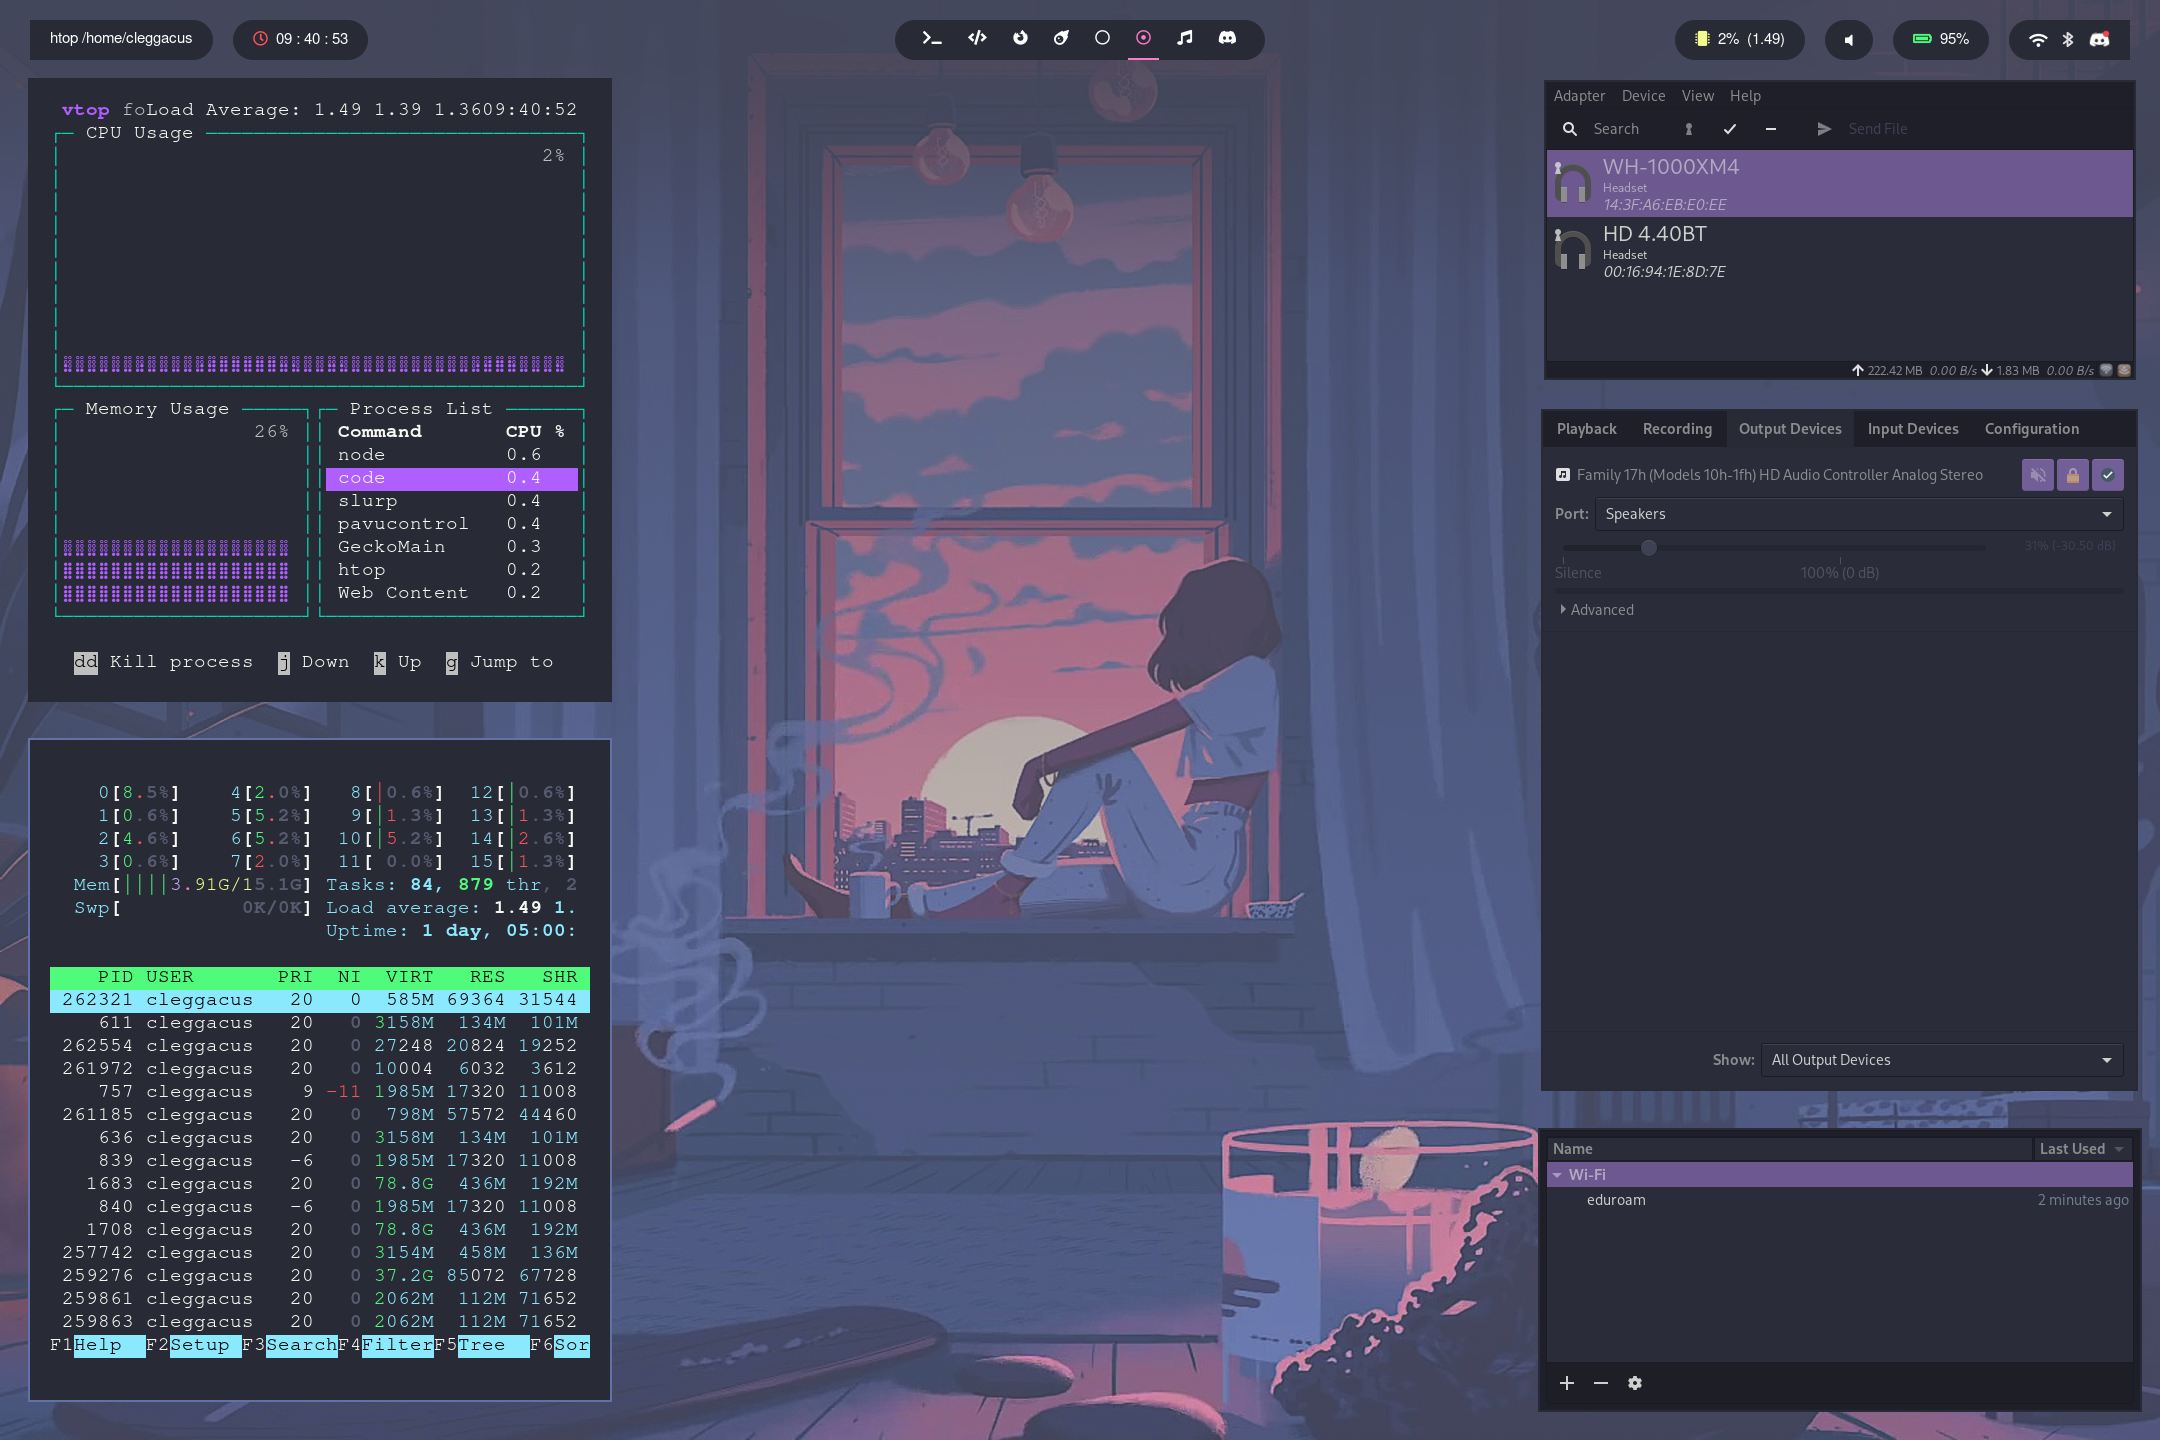 htop /home/cleggacus
09 : 40 : 53
2% (1.49)
95%
vtop foLoad Average: 1.49 1.39 1.3609:40:52
CPU Usage
2%
Memory Usage
26%
Process List
Command CPU %
node 0.6
code 0.4
slurp 0.4
pavucontrol 0.4
GeckoMain 0.3
htop 0.2
Web Content 0.2
dd Kill process j Down k Up g Jump to
0[8.5%] 4[2.0%] 8[|0.6%] 12[|0.6%]
1[0.6%] 5[5.2%] 9[|1.3%] 13[|1.3%]
2[4.6%] 6[5.2%] 10[|5.2%] 14[|2.6%]
3[0.6%] 7[2.0%] 11[ 0.0%] 15[|1.3%]
Mem[||||3.91G/15.1G] Tasks: 84, 879 thr, 2
Swp[ 0K/0K] Load average: 1.49 1.
Uptime: 1 day, 05:00:
PID USER PRI NI VIRT RES SHR
262321 cleggacus 20 0 585M 69364 31544
611 cleggacus 20 0 3158M 134M 101M
262554 cleggacus 20 0 27248 20824 19252
261972 cleggacus 20 0 10004 6032 3612
757 cleggacus 9 -11 1985M 17320 11008
261185 cleggacus 20 0 798M 57572 44460
636 cleggacus 20 0 3158M 134M 101M
839 cleggacus -6 0 1985M 17320 11008
1683 cleggacus 20 0 78.8G 436M 192M
840 cleggacus -6 0 1985M 17320 11008
1708 cleggacus 20 0 78.8G 436M 192M
257742 cleggacus 20 0 3154M 458M 136M
259276 cleggacus 20 0 37.2G 85072 67728
259861 cleggacus 20 0 2062M 112M 71652
259863 cleggacus 20 0 2062M 112M 71652
F1Help F2Setup F3SearchF4FilterF5Tree F6Sor
Adapter Device View Help
Search Send File
WH-1000XM4
Headset
14:3F:A6:EB:E0:EE
HD 4.40BT
Headset
00:16:94:1E:8D:7E
222.42 MB 0.00 B/s 1.83 MB 0.00 B/s
Playback Recording Output Devices Input Devices Configuration
Family 17h (Models 10h-1fh) HD Audio Controller Analog Stereo
Port: Speakers
31% (-30.50 dB)
Silence 100% (0 dB)
Advanced
Show: All Output Devices
Name Last Used
Wi-Fi
eduroam 2 minutes ago